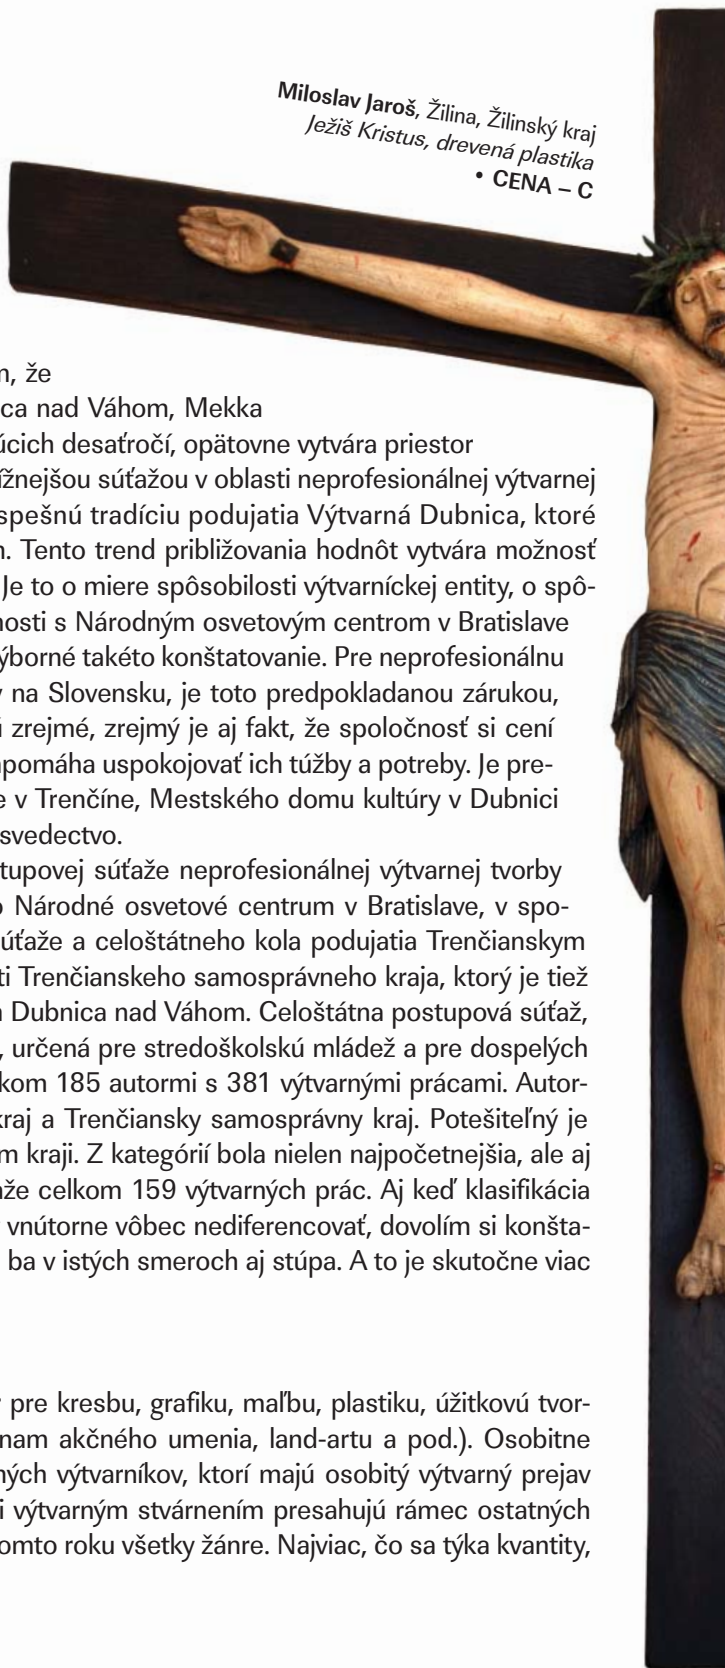 Miloslav Jaroš, Žilina, Žilinský kraj
Ježiš Kristus, drevená plastika
• CENA – C
m, že
ca nad Váhom, Mekka
úcich desaťročí, opätovne vytvára priestor
ížnejšou súťažou v oblasti neprofesionálnej výtvarnej
spešnú tradíciu podujatia Výtvarná Dubnica, ktoré
n. Tento trend približovania hodnôt vytvára možnosť
Je to o miere spôsobilosti výtvarníckej entity, o spô-
nosti s Národným osvetovým centrom v Bratislave
ýborné takéto konštatovanie. Pre neprofesionálnu
v na Slovensku, je toto predpokladanou zárukou,
i zrejmé, zrejmý je aj fakt, že spoločnosť si cení
apomáha uspokojovať ich túžby a potreby. Je pre-
e v Trenčíne, Mestského domu kultúry v Dubnici
svedectvo.
tupovej súťaže neprofesionálnej výtvarnej tvorby
o Národné osvetové centrum v Bratislave, v spo-
úťaže a celoštátneho kola podujatia Trenčianskym
ti Trenčianskeho samosprávneho kraja, ktorý je tiež
n Dubnica nad Váhom. Celoštátna postupová súťaž,
, určená pre stredoškolskú mládež a pre dospelých
kom 185 autormi s 381 výtvarnými prácami. Autor-
kraj a Trenčiansky samosprávny kraj. Potešiteľný je
m kraji. Z kategórií bola nielen najpočetnejšia, ale aj
aže celkom 159 výtvarných prác. Aj keď klasifikácia
vnútorne vôbec nediferencovať, dovolím si konšta-
ba v istých smeroch aj stúpa. A to je skutočne viac
pre kresbu, grafiku, maľbu, plastiku, úžitkovú tvor-
nam akčného umenia, land-artu a pod.). Osobitne
ných výtvarníkov, ktorí majú osobitý výtvarný prejav
i výtvarným stvárnením presahujú rámec ostatných
omto roku všetky žánre. Najviac, čo sa týka kvantity,